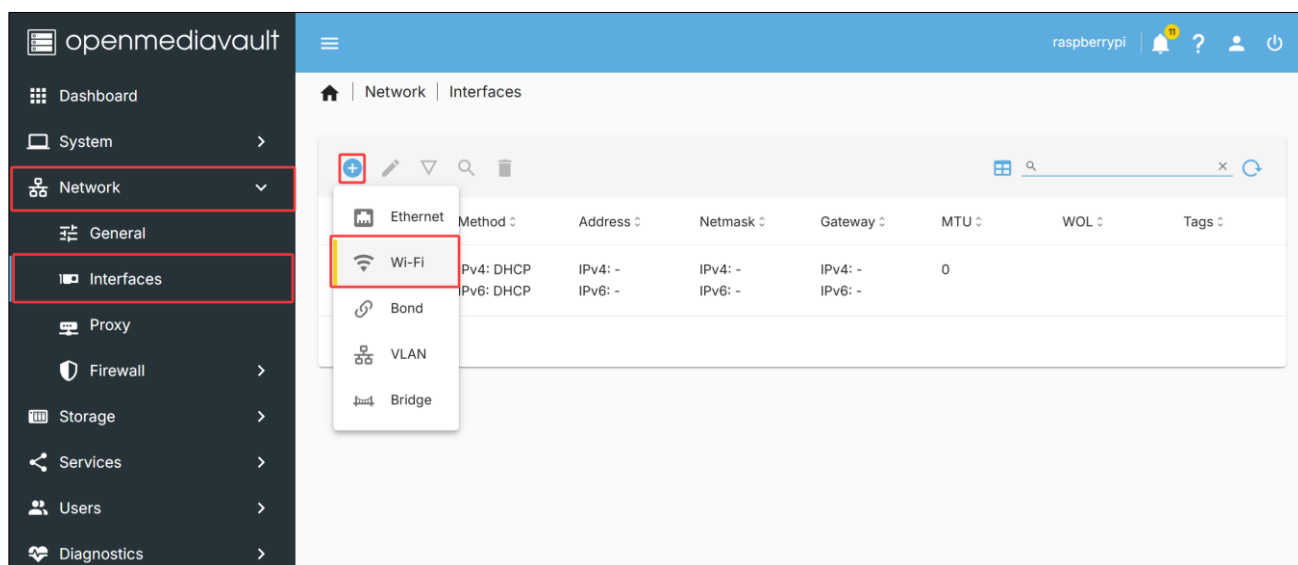 openmediavault
raspberrypi
11
?
Dashboard
Network | Interfaces
System
Network
Ethernet
Method
Address
Netmask
Gateway
MTU
WOL
Tags
General
Wi-Fi
IPv4: DHCP
IPv4: -
IPv4: -
IPv4: -
0
Interfaces
IPv6: DHCP
IPv6: -
IPv6: -
IPv6: -
Bond
Proxy
VLAN
Firewall
Bridge
Storage
Services
Users
Diagnostics